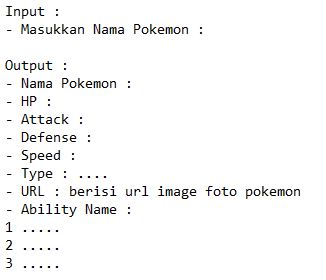 Input :
- Masukkan Nama Pokemon :

Output :
- Nama Pokemon :
- HP :
- Attack :
- Defense :
- Speed :
- Type : ....
- URL : berisi url image foto pokemon
- Ability Name :
1 .....
2 .....
3 .....